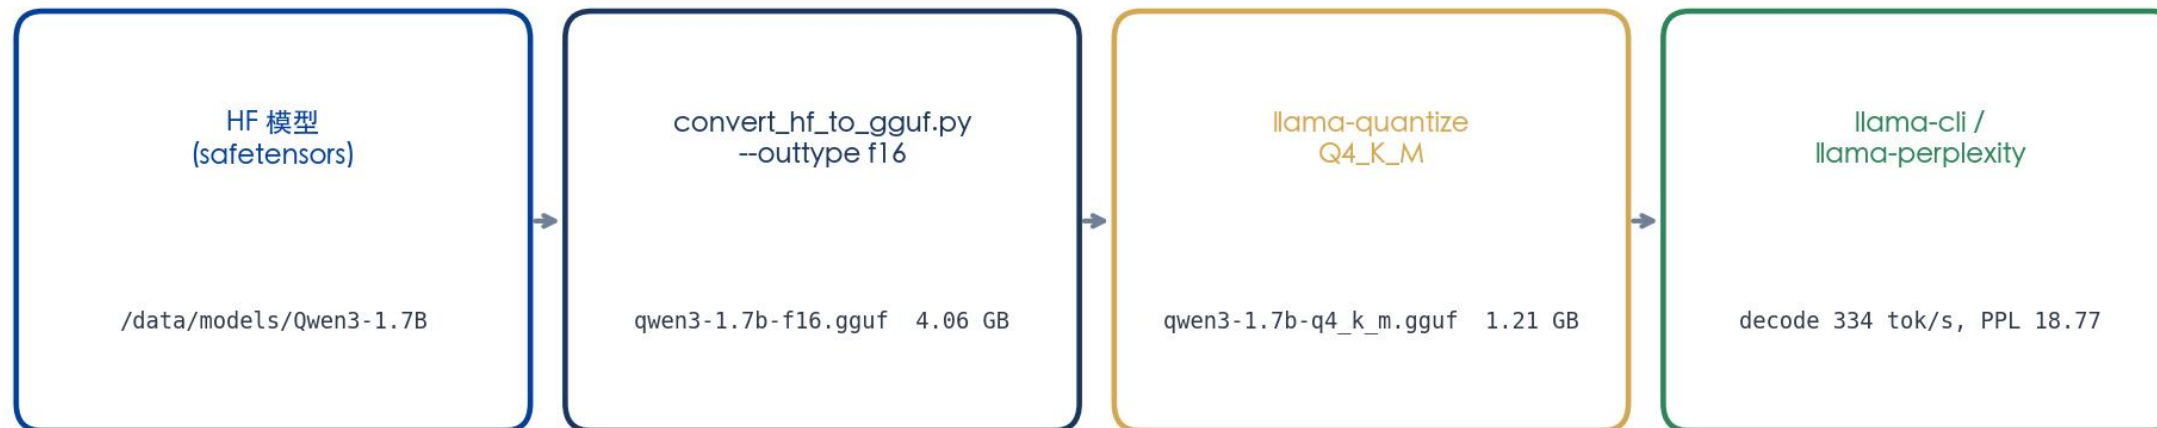 HF 模型
(safetensors)
/data/models/Qwen3-1.7B
convert_hf_to_gguf.py
--outtype f16
qwen3-1.7b-f16.gguf  4.06 GB
llama-quantize
Q4_K_M
qwen3-1.7b-q4_k_m.gguf  1.21 GB
llama-cli /
llama-perplexity
decode 334 tok/s, PPL 18.77